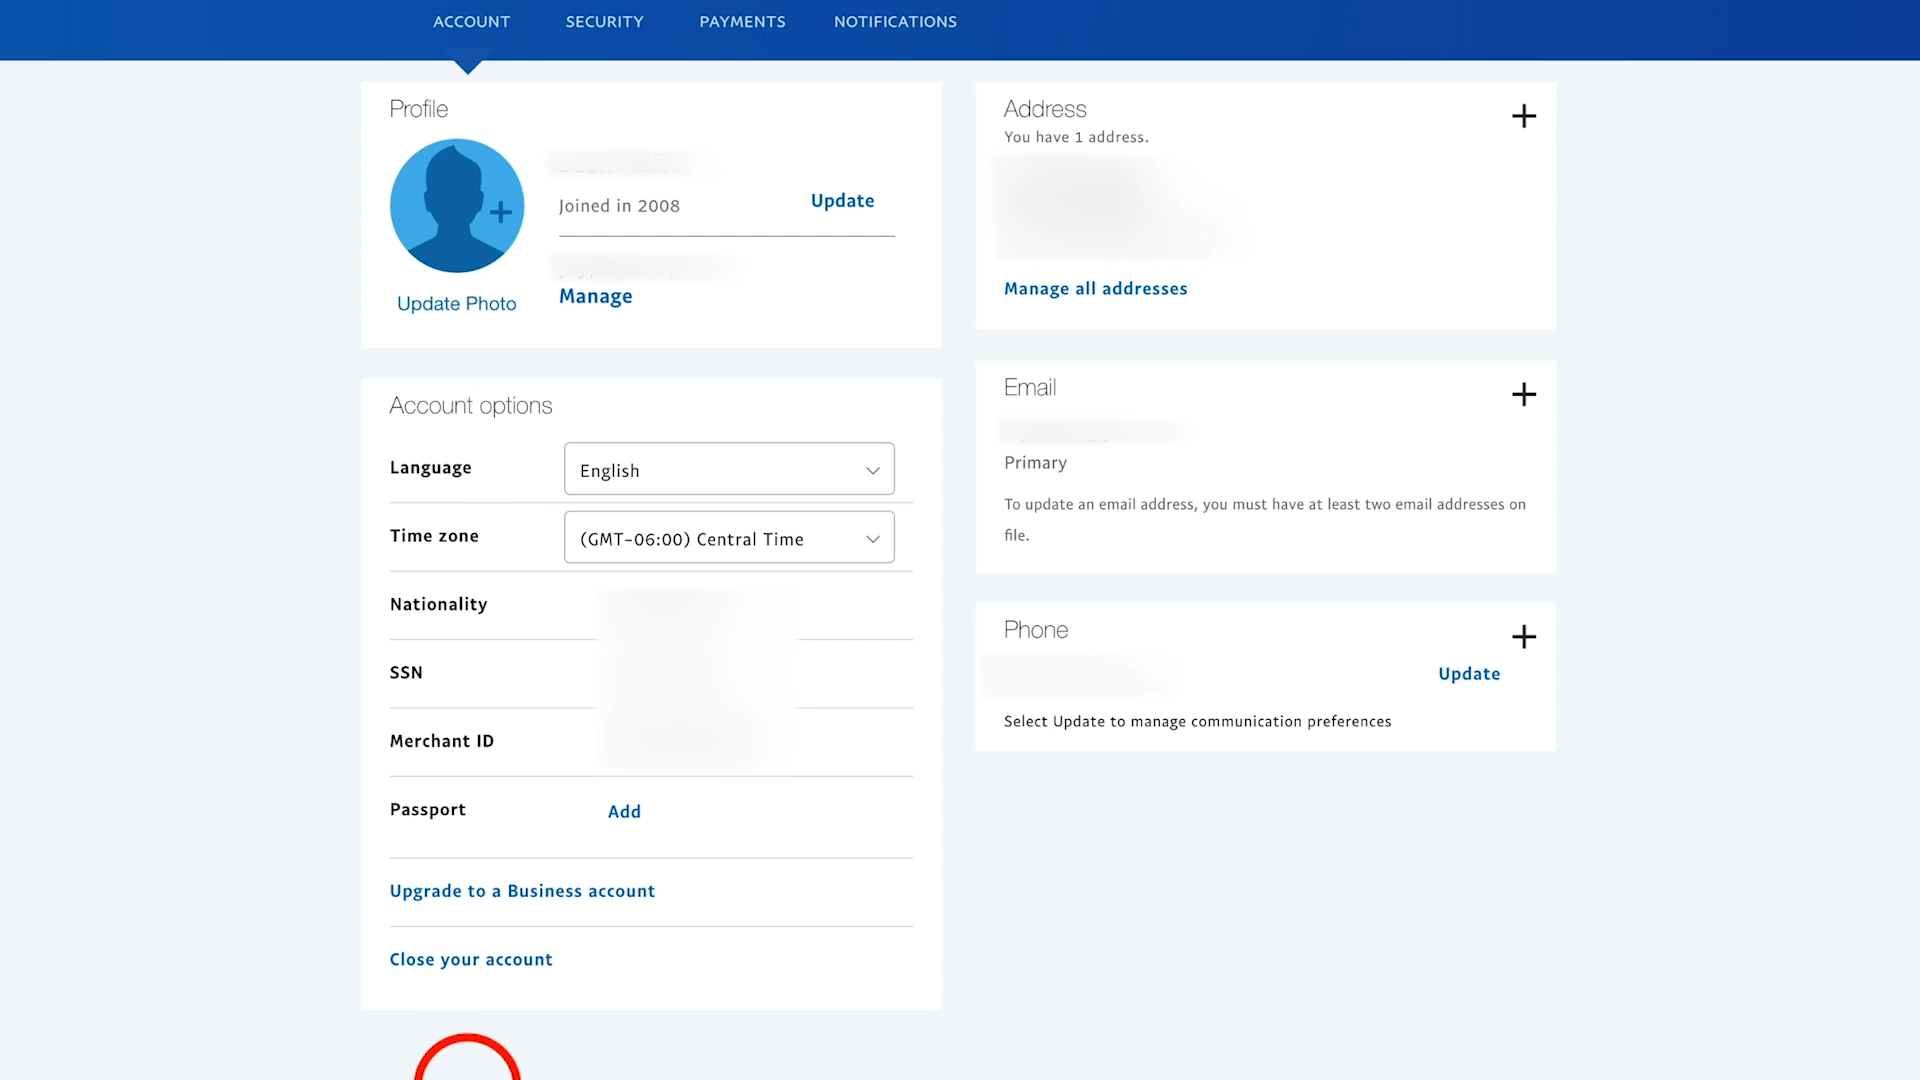 ACCOUNT SECURITY PAYMENTS NOTIFICATIONS
Profile
Joined in 2008
Update
Manage
Update Photo
Account options
Language English
Time zone (GMT-06:00) Central Time
Nationality
SSN
Merchant ID
Passport Add
Upgrade to a Business account
Close your account
Address
You have 1 address.
Manage all addresses
Email
Primary
To update an email address, you must have at least two email addresses on
file.
Phone
Update
Select Update to manage communication preferences